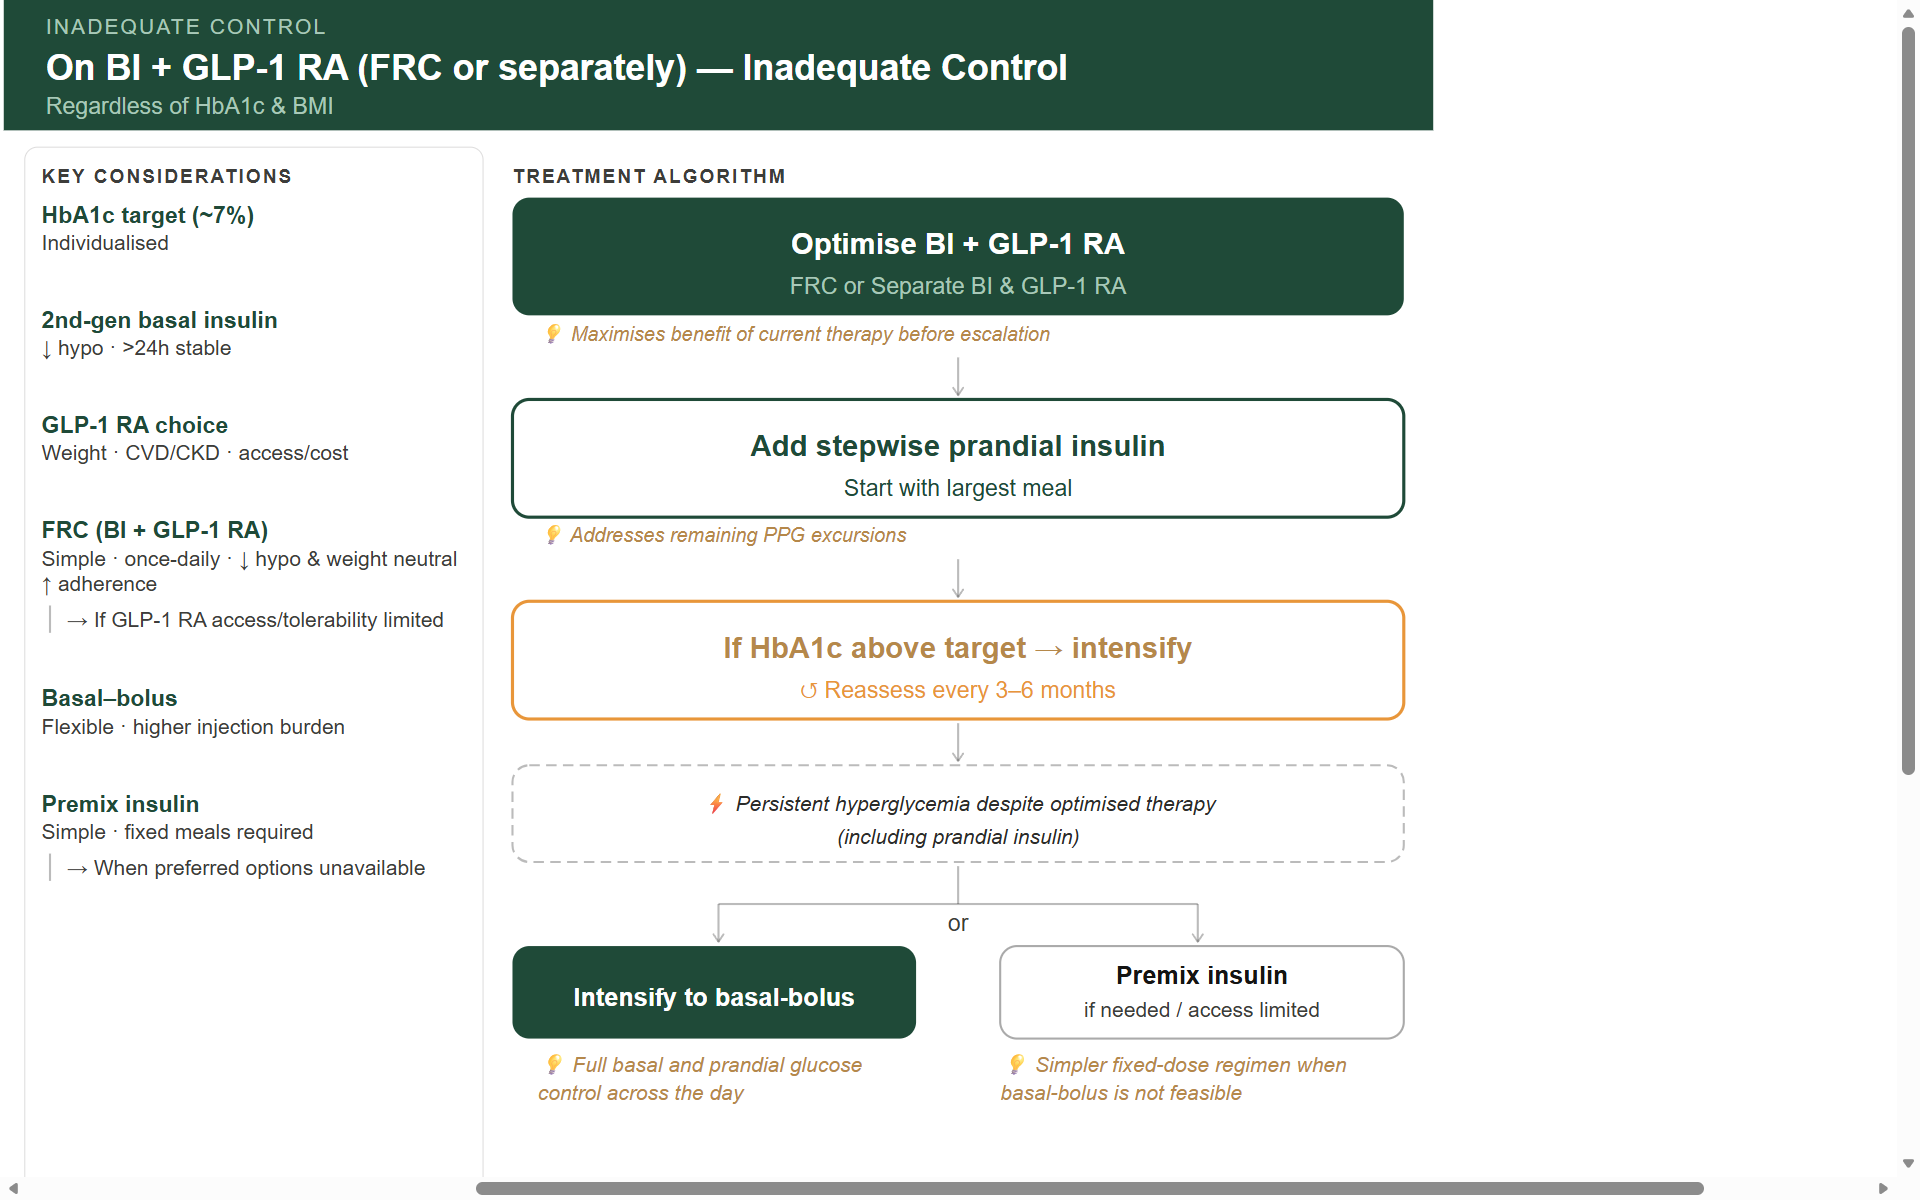 INADEQUATE CONTROL
On BI + GLP-1 RA (FRC or separately) — Inadequate Control
Regardless of HbA1c & BMI
KEY CONSIDERATIONS
HbA1c target (~7%)
Individualised
2nd-gen basal insulin
↓ hypo · >24h stable
GLP-1 RA choice
Weight · CVD/CKD · access/cost
FRC (BI + GLP-1 RA)
Simple · once-daily · ↓ hypo & weight neutral
↑ adherence
→ If GLP-1 RA access/tolerability limited
Basal–bolus
Flexible · higher injection burden
Premix insulin
Simple · fixed meals required
→ When preferred options unavailable
TREATMENT ALGORITHM
Optimise BI + GLP-1 RA
FRC or Separate BI & GLP-1 RA
💡 Maximises benefit of current therapy before escalation
Add stepwise prandial insulin
Start with largest meal
💡 Addresses remaining PPG excursions
If HbA1c above target → intensify
↺ Reassess every 3–6 months
⚡ Persistent hyperglycemia despite optimised therapy
(including prandial insulin)
or
Intensify to basal-bolus
💡 Full basal and prandial glucose
control across the day
Premix insulin
if needed / access limited
💡 Simpler fixed-dose regimen when
basal-bolus is not feasible